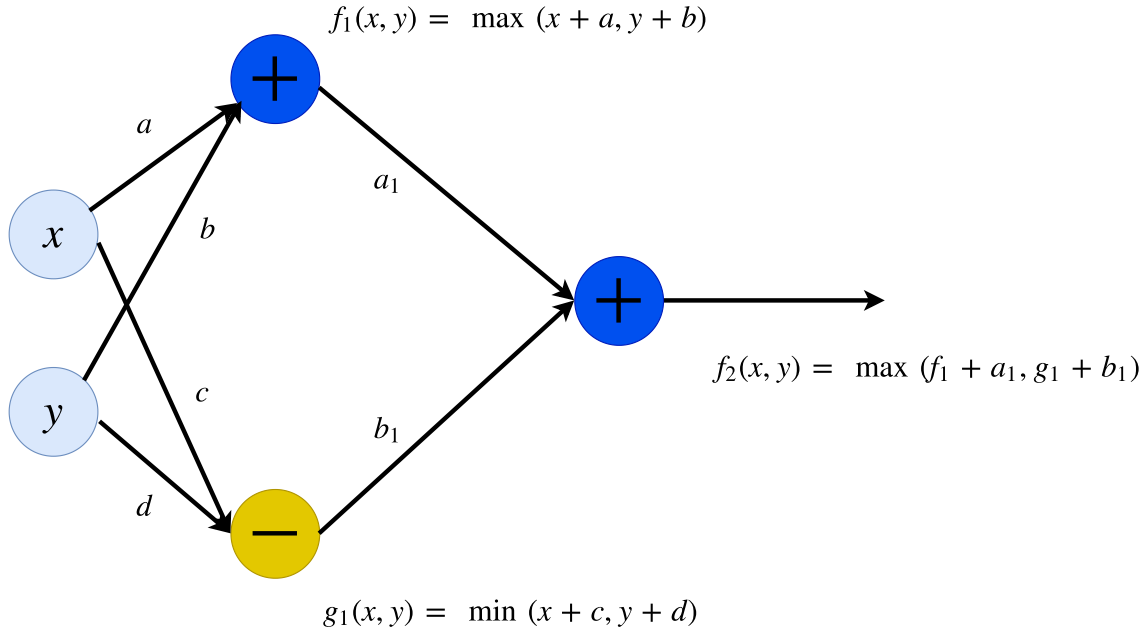 f₁(x, y) = max (x + a, y + b)
+
a
a₁
x
b
+
f₂(x, y) = max (f₁ + a₁, g₁ + b₁)
y
c
b₁
d
−
g₁(x, y) = min (x + c, y + d)